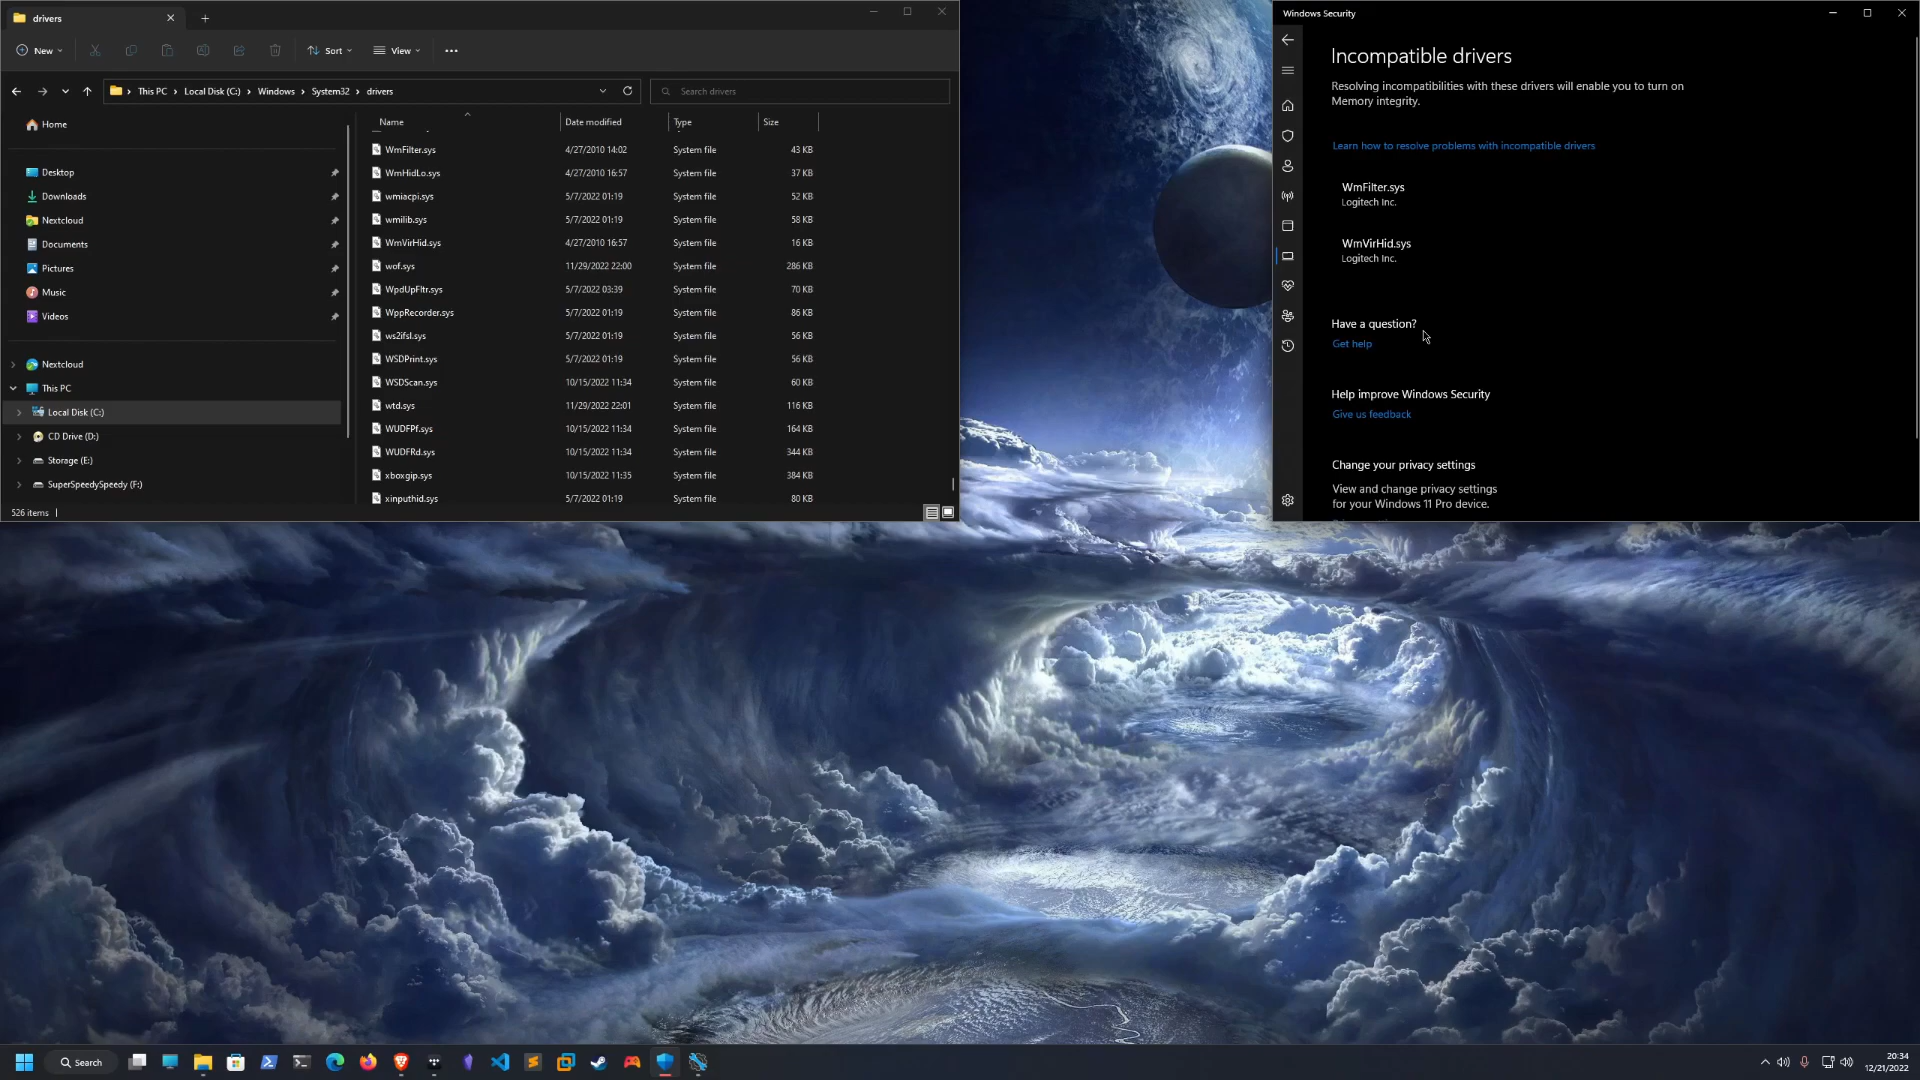 drivers
New
Sort
View
This PC
Local Disk (C:)
Windows
System32
drivers
Search drivers
Home
Desktop
Downloads
Nextcloud
Documents
Pictures
Music
Videos
Nextcloud
This PC
Local Disk (C:)
CD Drive (D:)
Storage (E:)
SuperSpeedySpeedy (F:)
Name Date modified Type Size
WmFilter.sys 4/27/2010 14:02 System file 43 KB
WmHidLo.sys 4/27/2010 16:57 System file 37 KB
wmiacpi.sys 5/7/2022 01:19 System file 52 KB
wmilib.sys 5/7/2022 01:19 System file 58 KB
WmVirHid.sys 4/27/2010 16:57 System file 16 KB
wof.sys 11/29/2022 22:00 System file 286 KB
WpdUpFltr.sys 5/7/2022 03:39 System file 70 KB
WppRecorder.sys 5/7/2022 01:19 System file 86 KB
ws2ifsl.sys 5/7/2022 01:19 System file 56 KB
WSDPrint.sys 5/7/2022 01:19 System file 56 KB
WSDScan.sys 10/15/2022 11:34 System file 60 KB
wtd.sys 11/29/2022 22:01 System file 116 KB
WUDFPf.sys 10/15/2022 11:34 System file 164 KB
WUDFRd.sys 10/15/2022 11:34 System file 344 KB
xboxgip.sys 10/15/2022 11:35 System file 384 KB
xinputhid.sys 5/7/2022 01:19 System file 80 KB
526 items
Windows Security
Incompatible drivers
Resolving incompatibilities with these drivers will enable you to turn on
Memory integrity.
Learn how to resolve problems with incompatible drivers
WmFilter.sys
Logitech Inc.
WmVirHid.sys
Logitech Inc.
Have a question?
Get help
Help improve Windows Security
Give us feedback
Change your privacy settings
View and change privacy settings
for your Windows 11 Pro device.
Search
20:34
12/21/2022